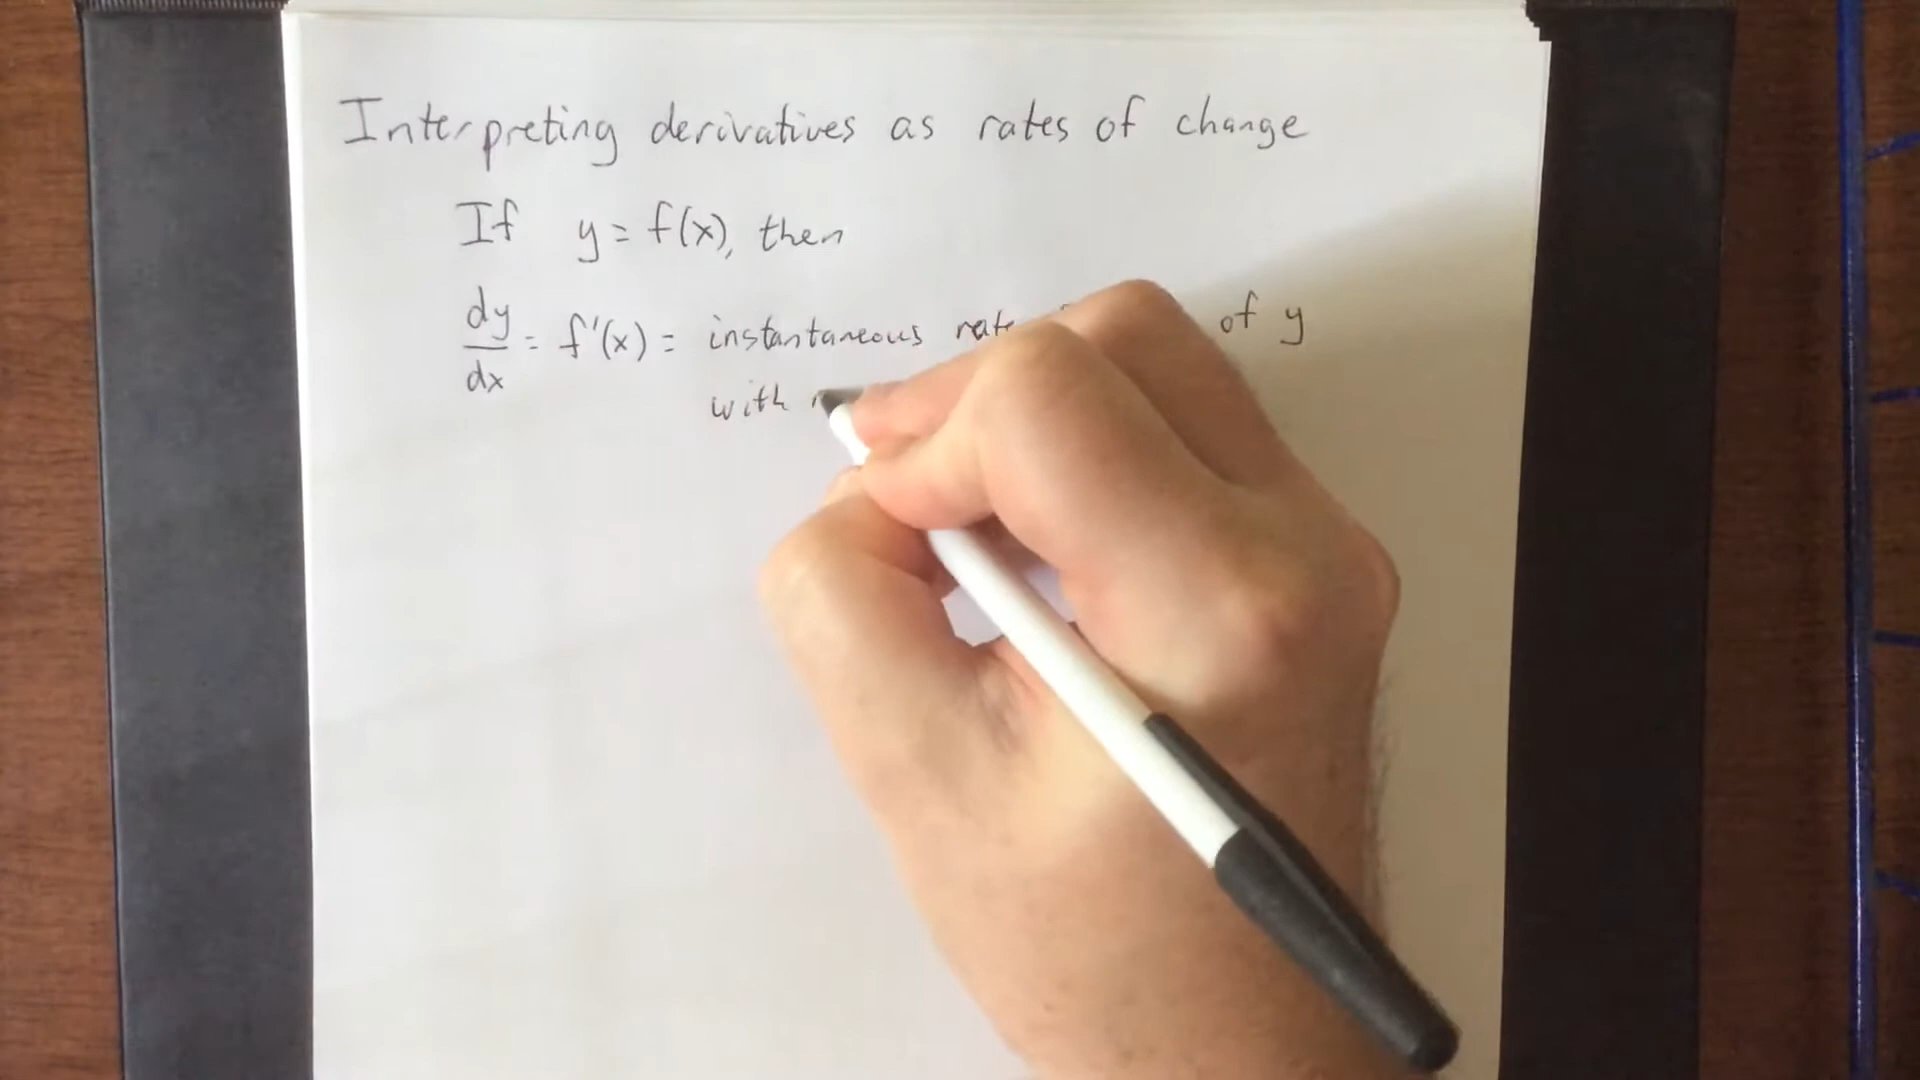 Interpreting derivatives as rates of change
If y = f(x), then
dy/dx = f'(x) = instantaneous rate of y
with